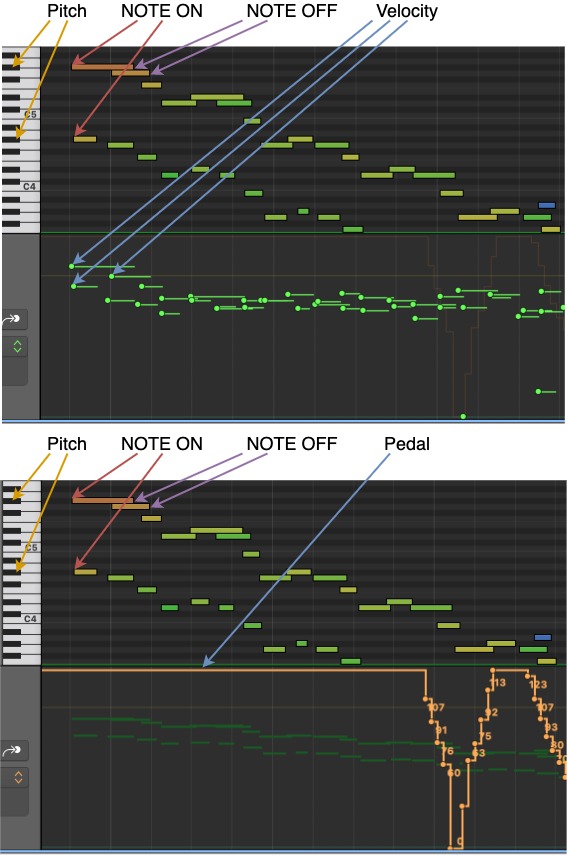 Pitch NOTE ON NOTE OFF Velocity
C5
C4
Pitch NOTE ON NOTE OFF Pedal
C5
C4
113 123
107 92 107
91 93
76 75 80
63
60
0